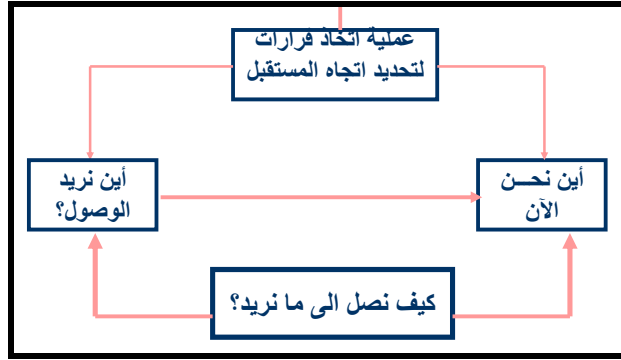 عملية اتخاذ قرارات
لتحديد اتجاه المستقبل
أين نحـــن
الآن
أين نريد
الوصول؟
كيف نصل الى ما نريد؟